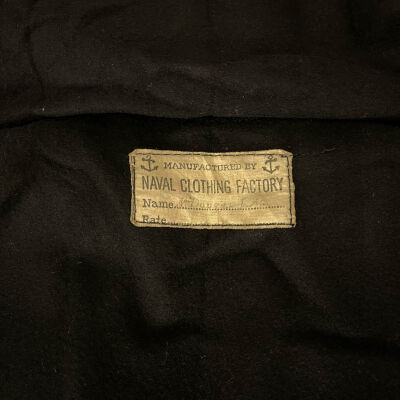 MANUFACTURED BY
NAVAL CLOTHING FACTORY
Name
Rate